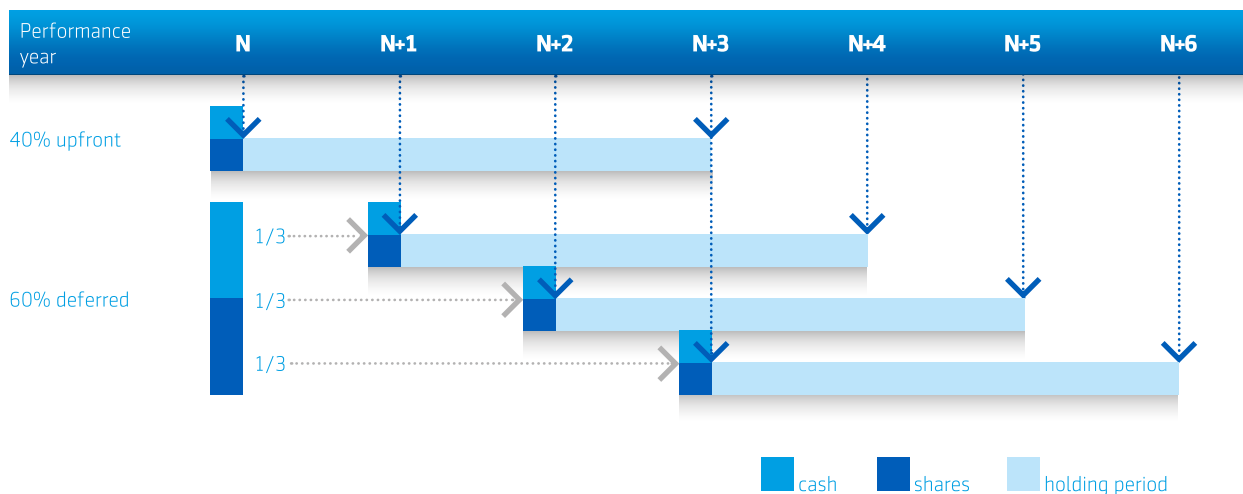 Performance
year
N
N+1
N+2
N+3
N+4
N+5
N+6
40% upfront
1/3
60% deferred
1/3
1/3
cash
shares
holding period